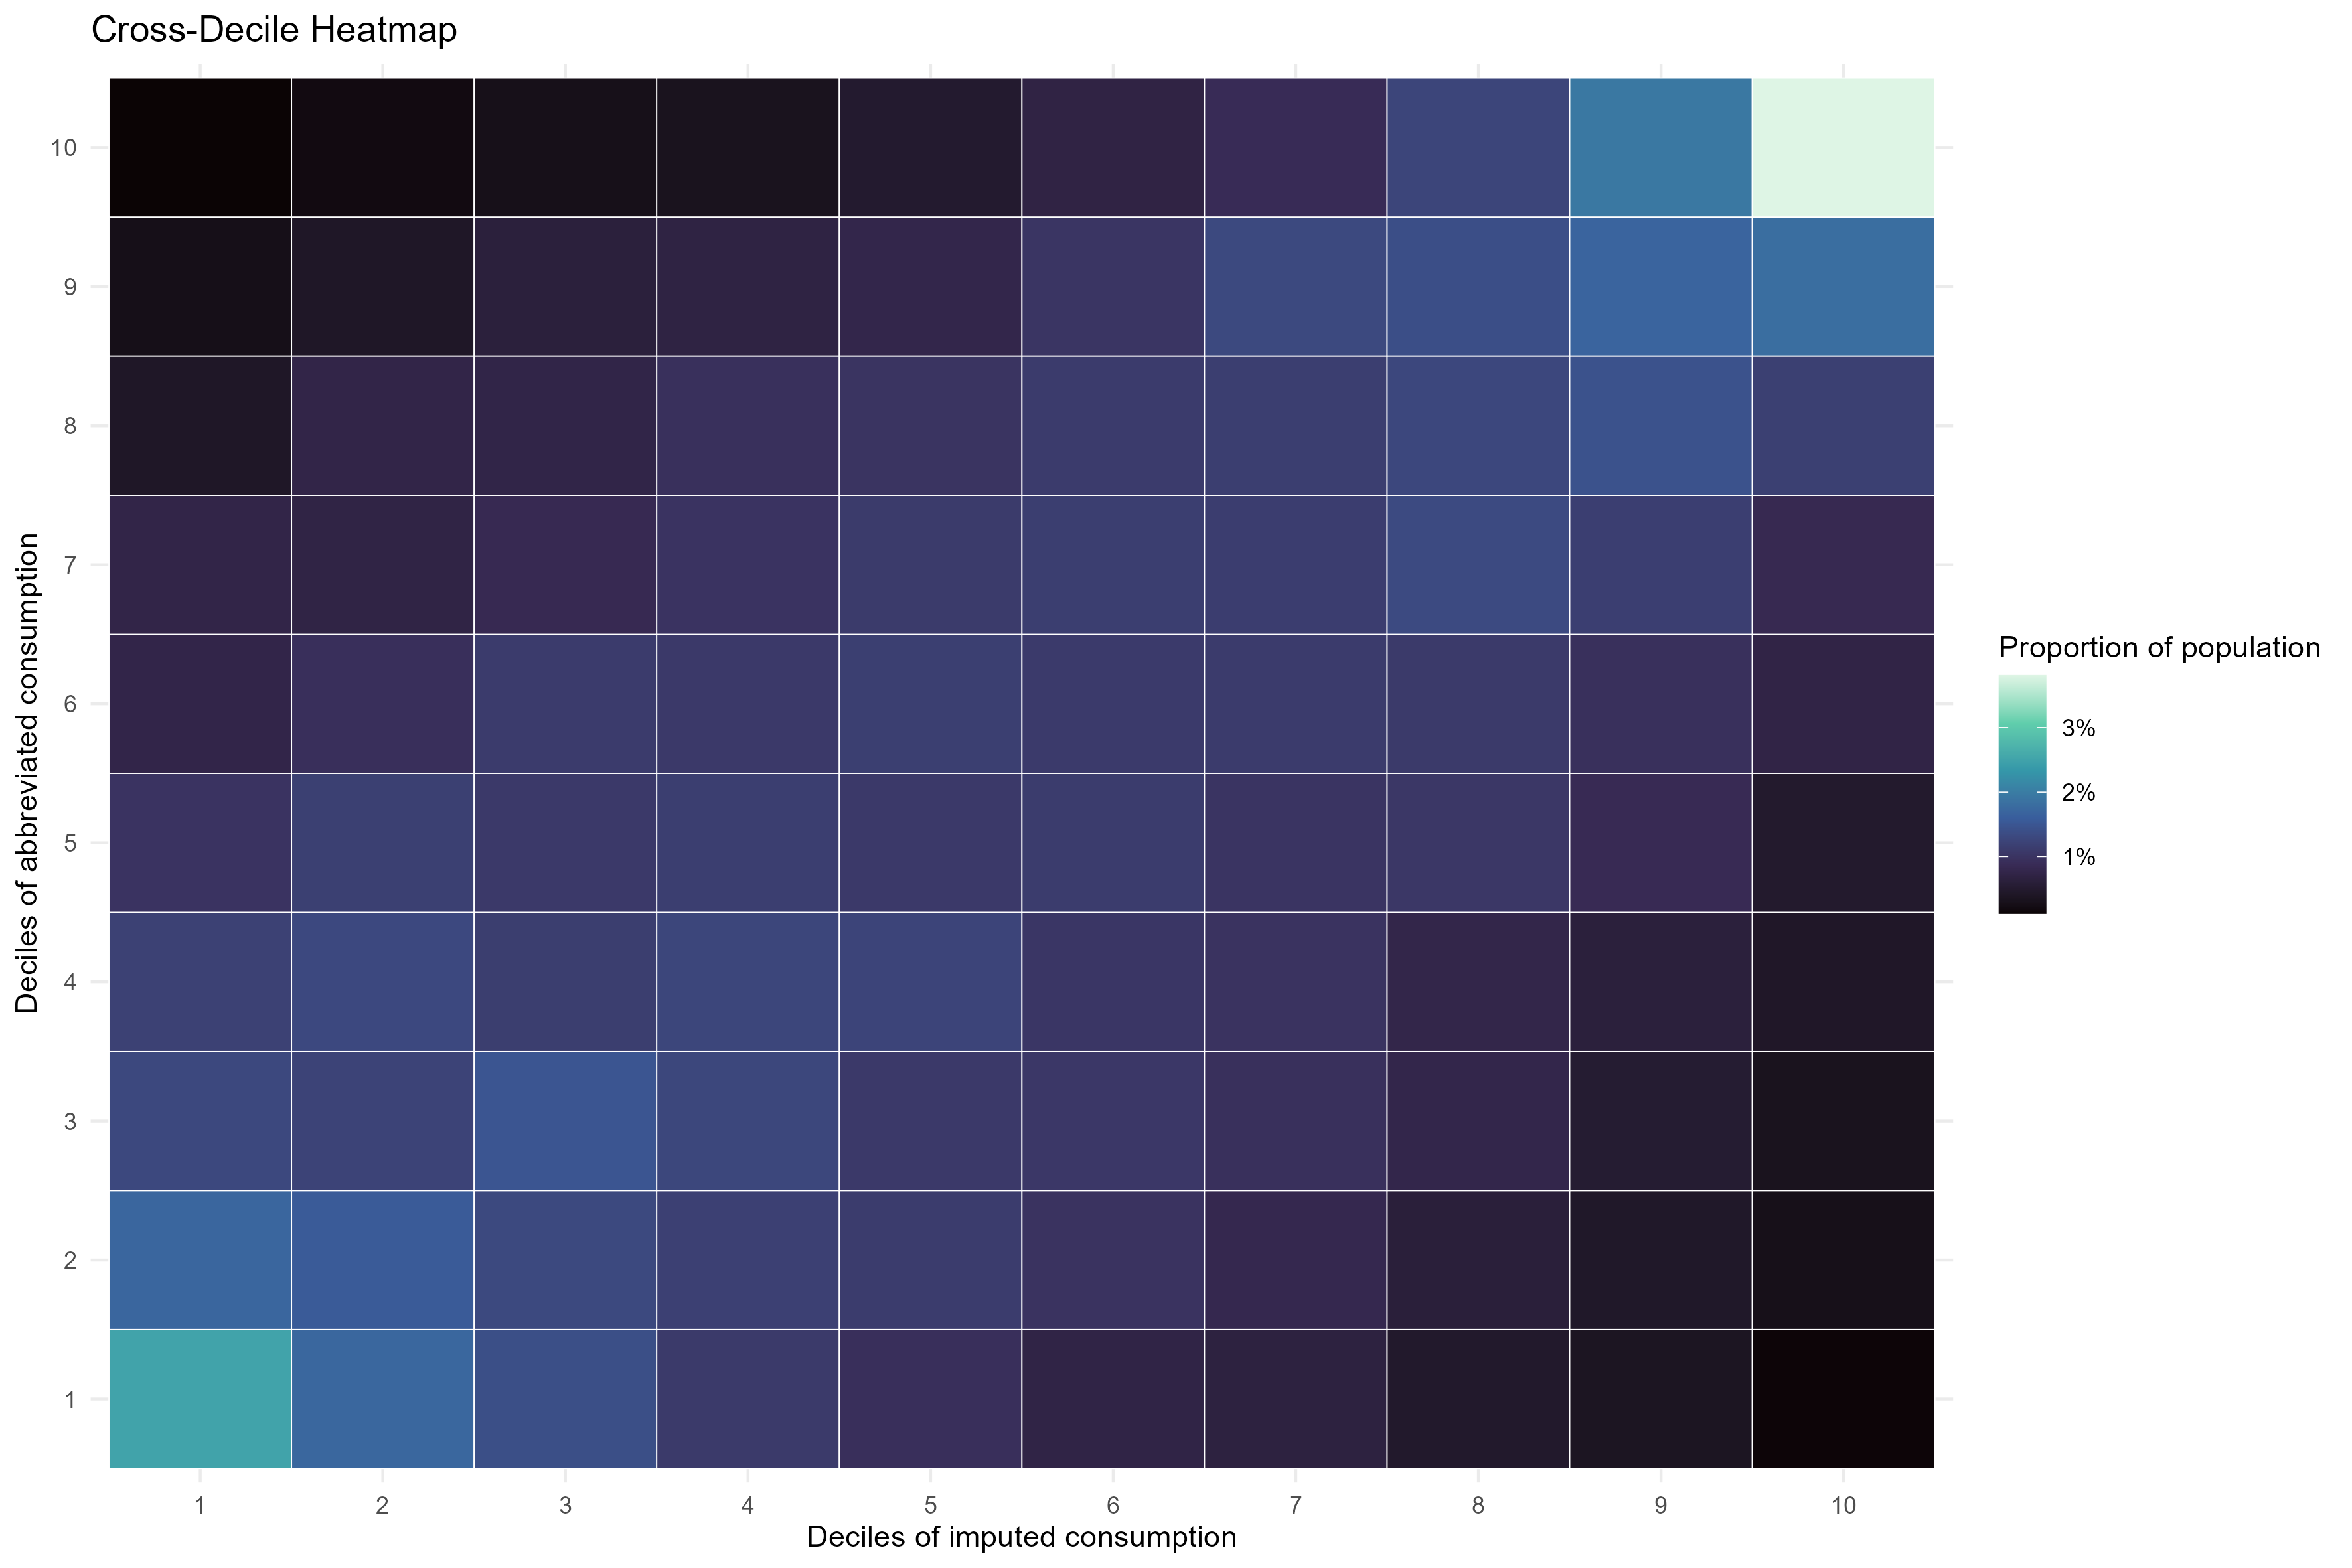 Cross-Decile Heatmap
Deciles of abbreviated consumption
10
9
8
7
6
5
4
3
2
1
1 2 3 4 5 6 7 8 9 10
Deciles of imputed consumption
Proportion of population
3%
2%
1%